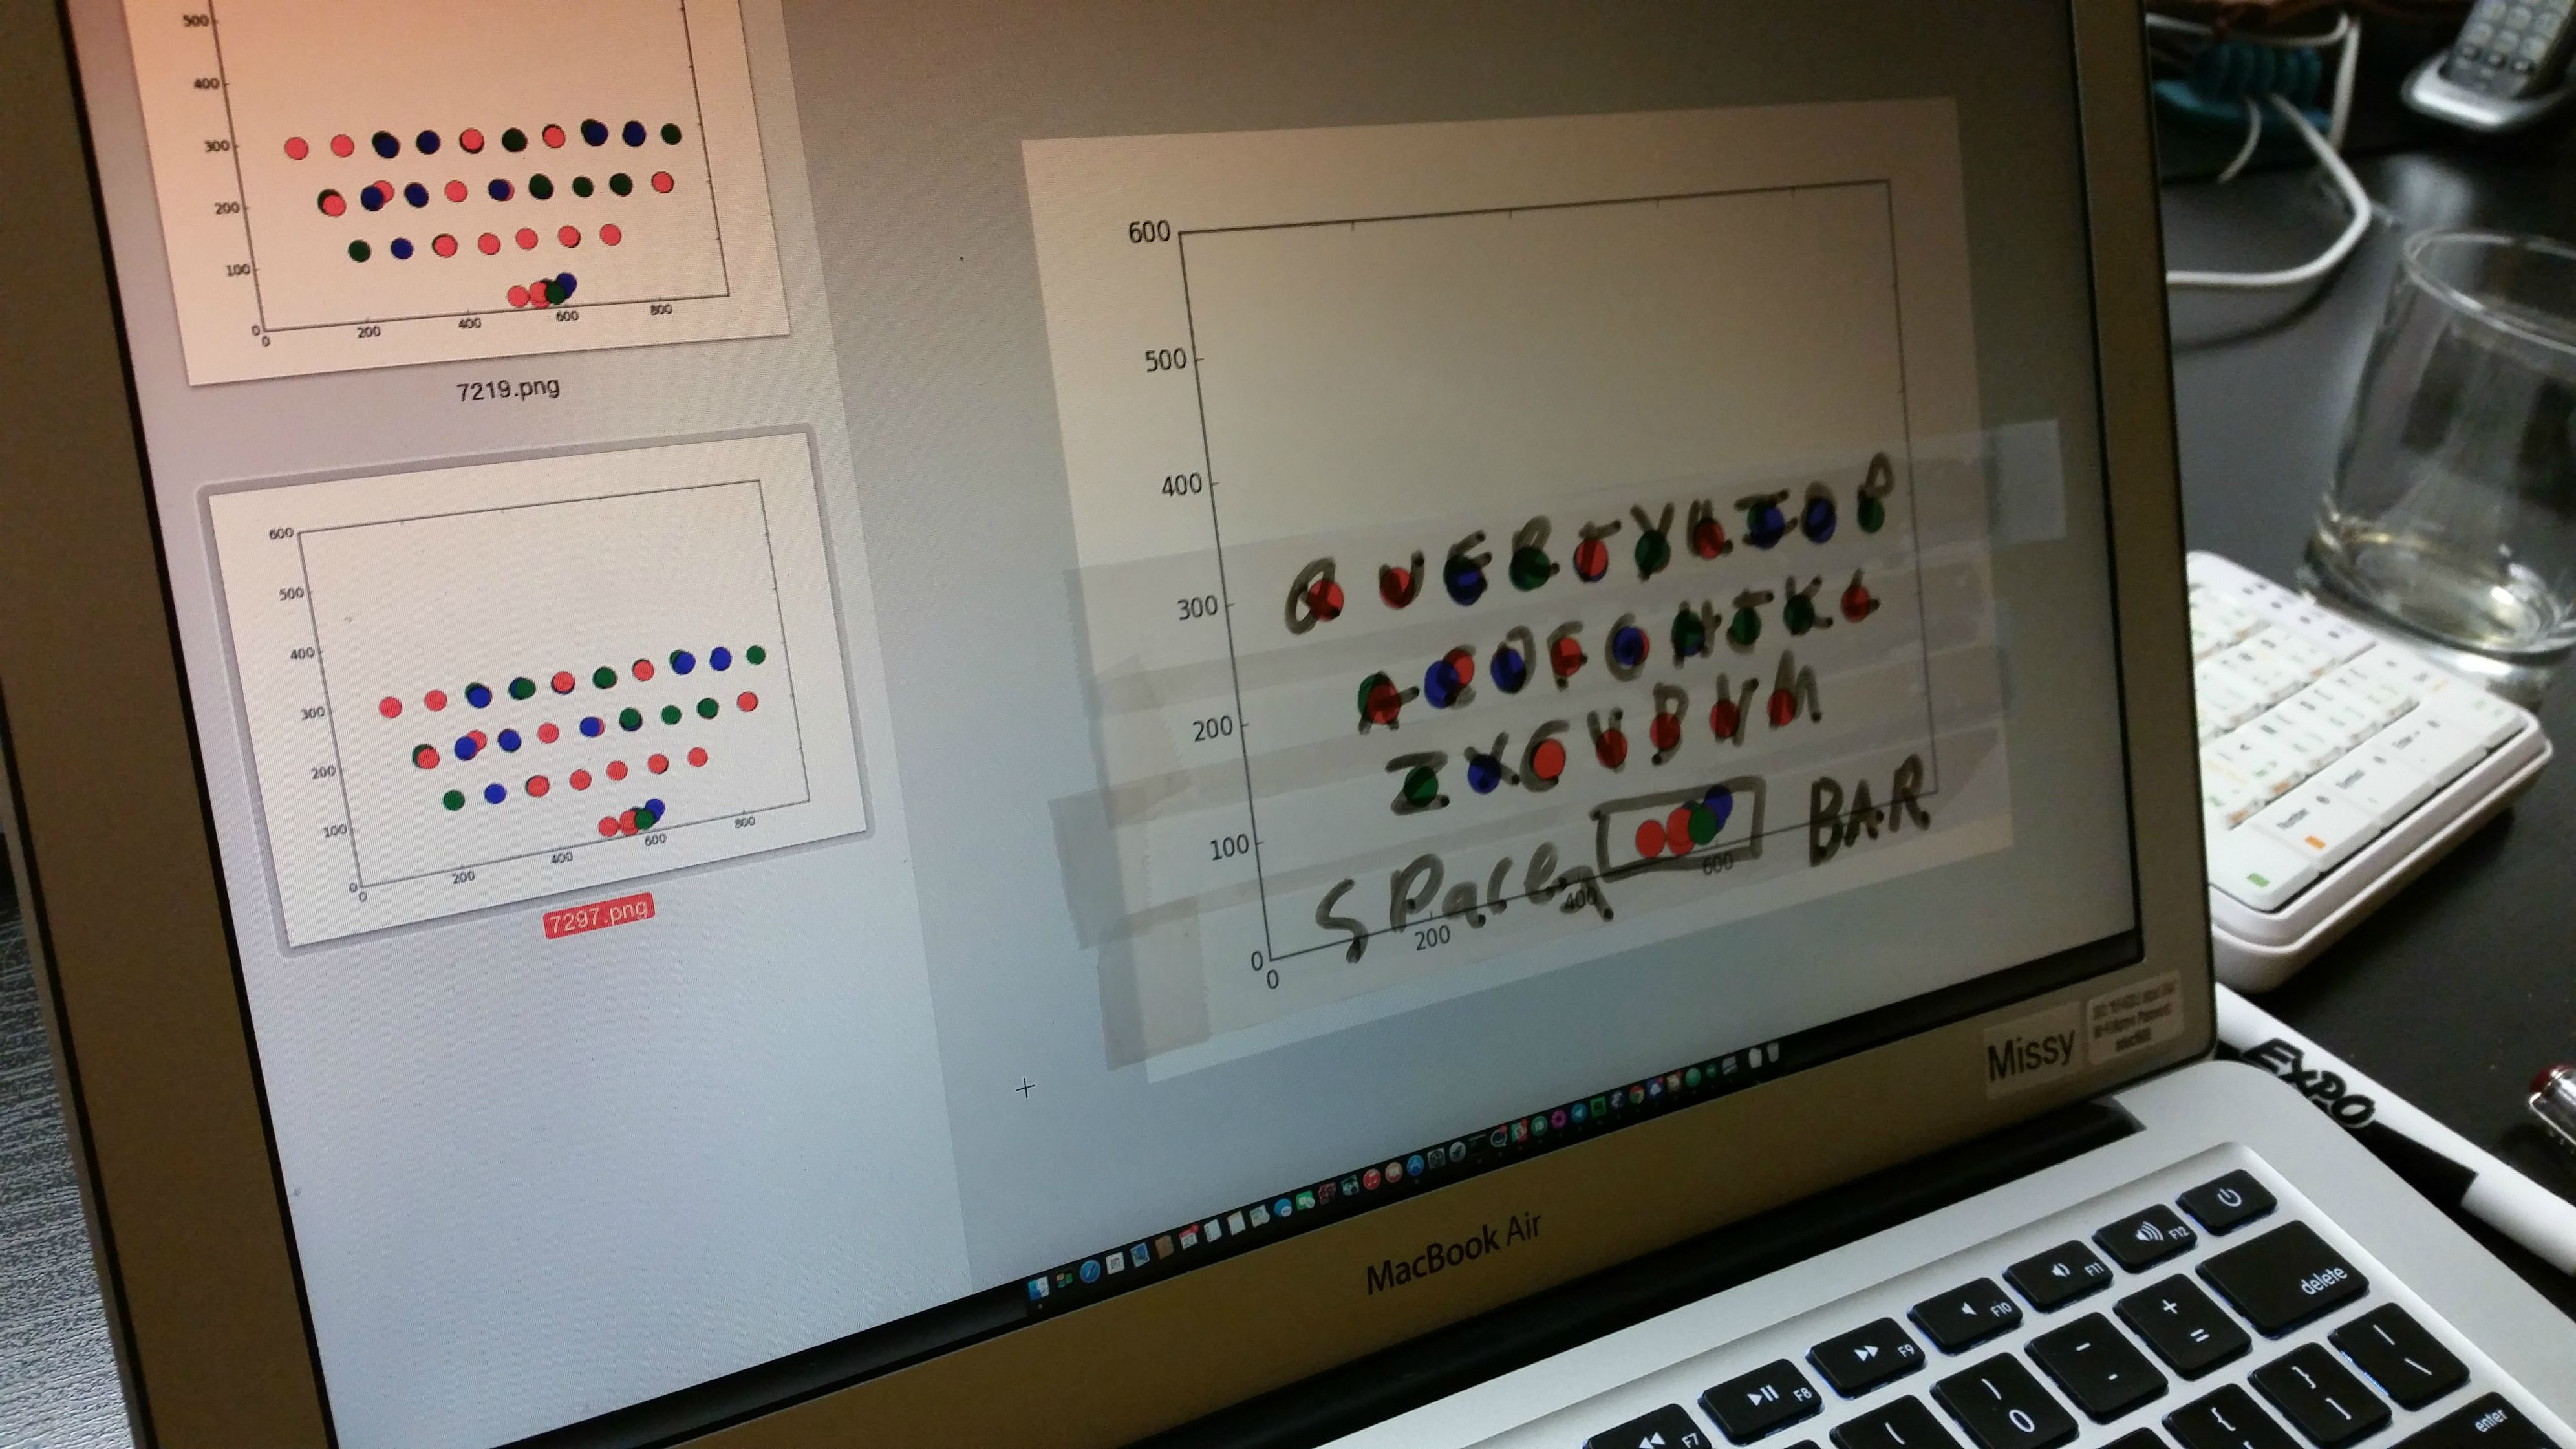 500
400
300
200
100
0
0 200 400 600 800
7219.png
600
500
400
300
200
100
0
0 200 400 600 800
7297.png
600
500
400
300
200
100
0
0 200 400 600
Q W E R T Y U I O P
A S D F G H J K L
Z X C V B N M
SPace BAR
Missy
MacBook Air
EXPO
F7
F8
F9
F10
F11
F12
delete
enter